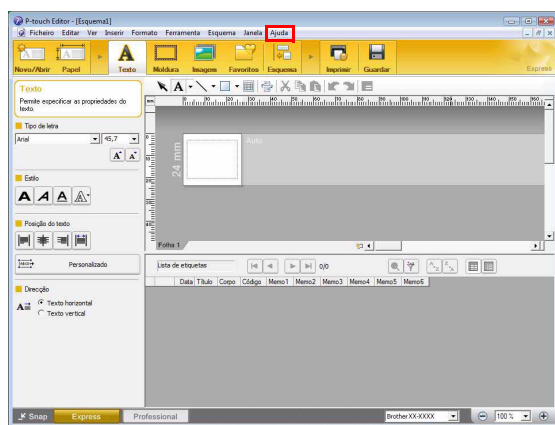 P-touch Editor - [Esquema1]
Ficheiro Editar Ver Inserir Formato Ferramenta Esquema Janela Ajuda
Novo/Abrir Papel Texto Moldura Imagem Favoritos Esquema Imprimir Guardar Express
Texto
Permite especificar as propriedades do
texto.
Tipo de letra
Arial 45,7
A A
Estilo
A A A A
Posição do texto
Personalizado
Direcção
Texto horizontal
Texto vertical
mm
24 mm
Auto
Folha 1
Lista de etiquetas 0/0
Data Título Corpo Código Memo1 Memo2 Memo3 Memo4 Memo5 Memo6
Snap Express Professional Brother XX-XXXX 100 %